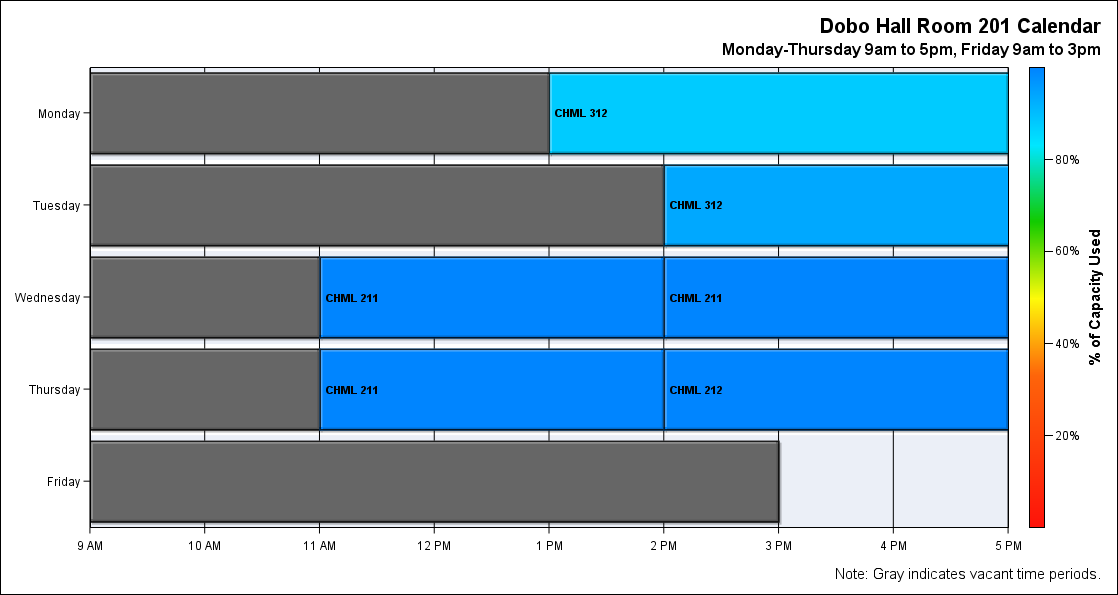 Dobo Hall Room 201 Calendar
Monday-Thursday 9am to 5pm, Friday 9am to 3pm
Monday
CHML 312
Tuesday
CHML 312
Wednesday
CHML 211
CHML 211
Thursday
CHML 211
CHML 212
Friday
9 AM
10 AM
11 AM
12 PM
1 PM
2 PM
3 PM
4 PM
5 PM
80%
60%
40%
20%
% of Capacity Used
Note: Gray indicates vacant time periods.